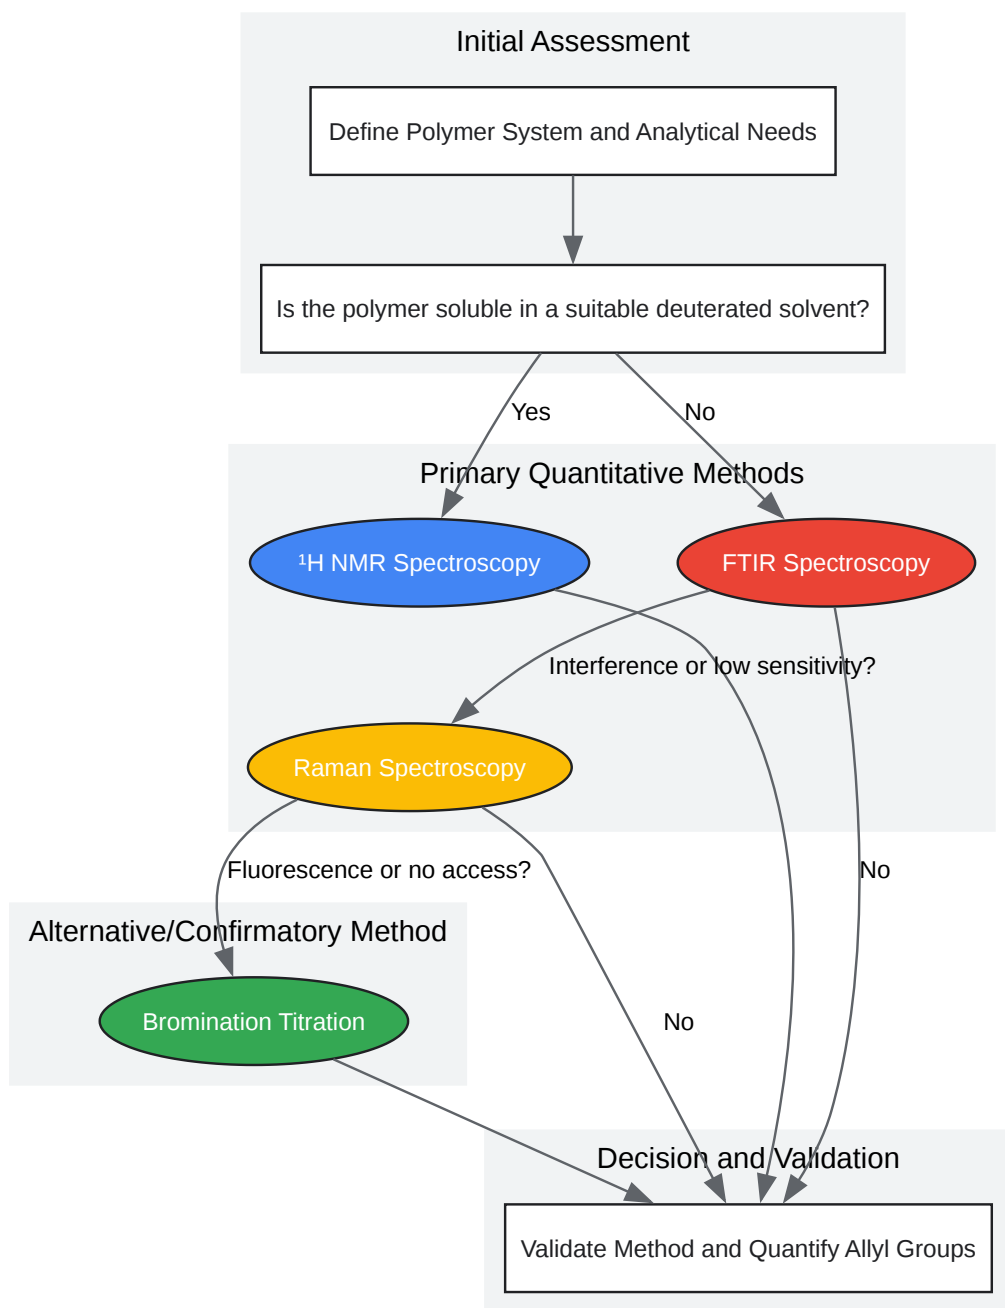 Initial Assessment
Define Polymer System and Analytical Needs
Is the polymer soluble in a suitable deuterated solvent?
Yes
No
Primary Quantitative Methods
¹H NMR Spectroscopy
FTIR Spectroscopy
Interference or low sensitivity?
Raman Spectroscopy
Fluorescence or no access?
No
Alternative/Confirmatory Method
Bromination Titration
No
Decision and Validation
Validate Method and Quantify Allyl Groups